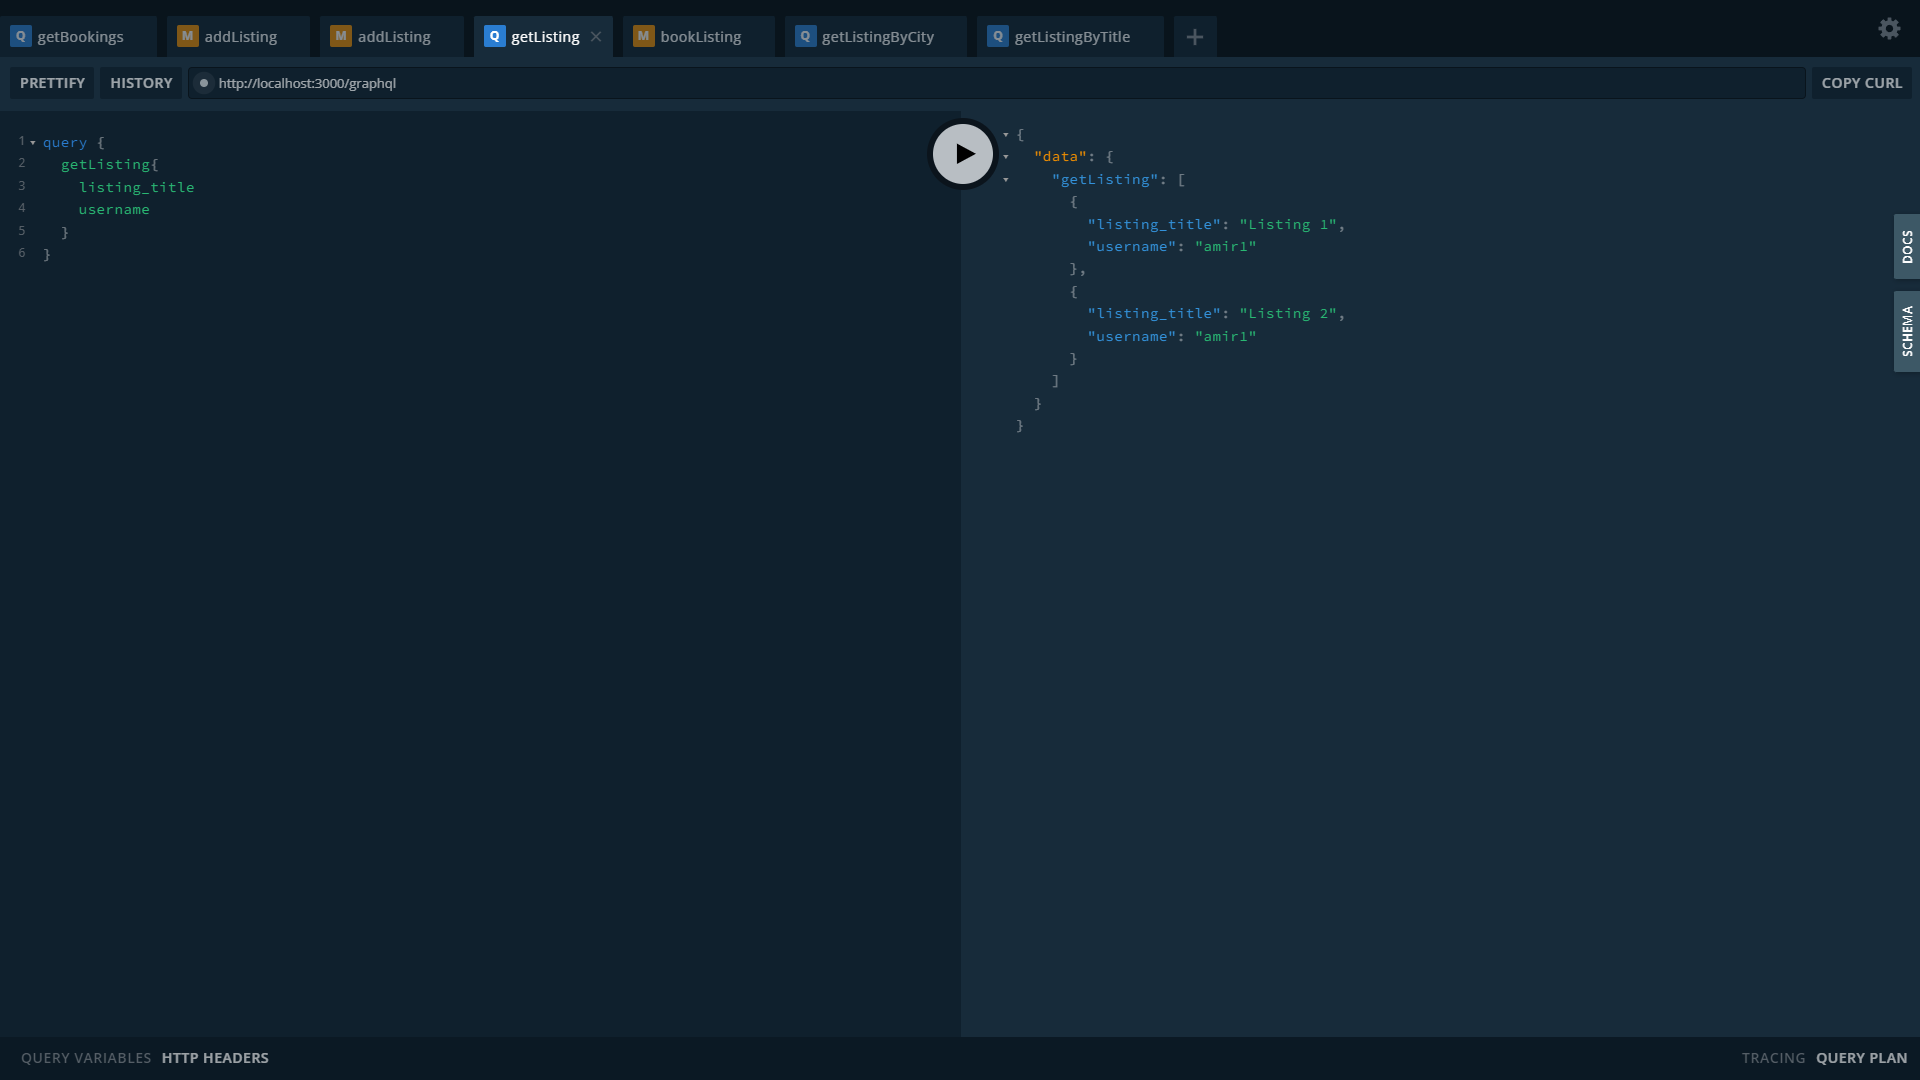 Q getBookings M addListing M addListing Q getListing M bookListing Q getListingByCity Q getListingByTitle
PRETTIFY HISTORY http://localhost:3000/graphql COPY CURL
1 query {
2 getListing{
3 listing_title
4 username
5 }
6 }
{
"data": {
"getListing": [
{
"listing_title": "Listing 1",
"username": "amir1"
},
{
"listing_title": "Listing 2",
"username": "amir1"
}
]
}
}
DOCS
SCHEMA
QUERY VARIABLES HTTP HEADERS TRACING QUERY PLAN